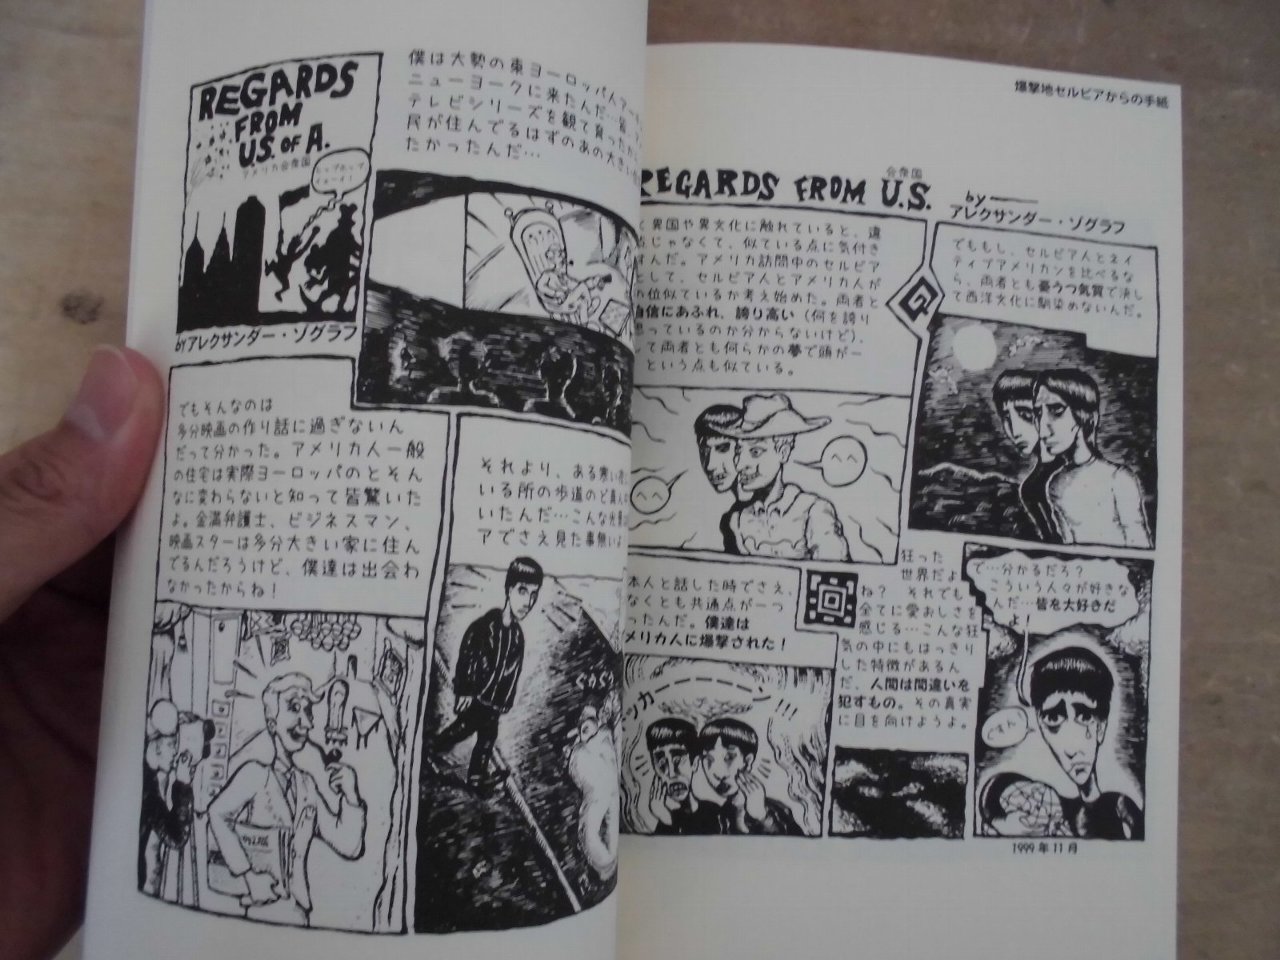 REGARDS
FROM
U.S. OF A.
アメリカ合衆国
byアレクサンダー・ゾグラフ
僕は大勢の東ヨーロッパ人
ニューヨークに来たんだ…
テレビシリーズを観て育ったから
尻が住んでるはずのあの大きい
たかったんだ…
でもそんなのは
多分映画の作り話に過ぎないん
だって分かった。アメリカ人一般
の住宅は実際ヨーロッパのとそん
なに変わらないと知って皆驚いた
よ。金満弁護士、ビジネスマン、
映画スターは多分大きい家に住ん
でるんだろうけど、僕達は出会わ
なかったからね！
それより、ある寒い夜に
いる所の歩道のど真ん
いたんだ…こんな光景
アでさえ見た事無いよ
爆撃地セルビアからの手紙
REGARDS FROM U.S.
合衆国
by
アレクサンダー・ゾグラフ
異国や異文化に触れていると、違
じゃなくて、似ている点に気付き
んだ。アメリカ訪問中のセルビア
して、セルビア人とアメリカ人が
の位似ているか考え始めた。両者と
自信にあふれ、誇り高い（何を誇り
思っているのか分からないけど）、
て両者とも何らかの夢で頭が一
という点も似ている。
でももし、セルビア人とネイ
ティブアメリカンを比べるな
ら、両者とも憂うつ気質で決し
て西洋文化に馴染めないんだ。
本人と話した時でさえ、
なくとも共通点が一つ
ったんだ。僕達は
メリカ人に爆撃された！
ッカーーーーーン!!!
狂った
世界だよ
ね？ それでも
全てに愛おしさを
感じる…こんな狂
気の中にもはっきり
した特徴があるん
だ、人間は間違いを
犯すもの。その真実
に目を向けようよ。
で…分かるだろ？
こういう人々が好きな
んだ…皆を大好きだ
よ！
1999年11月